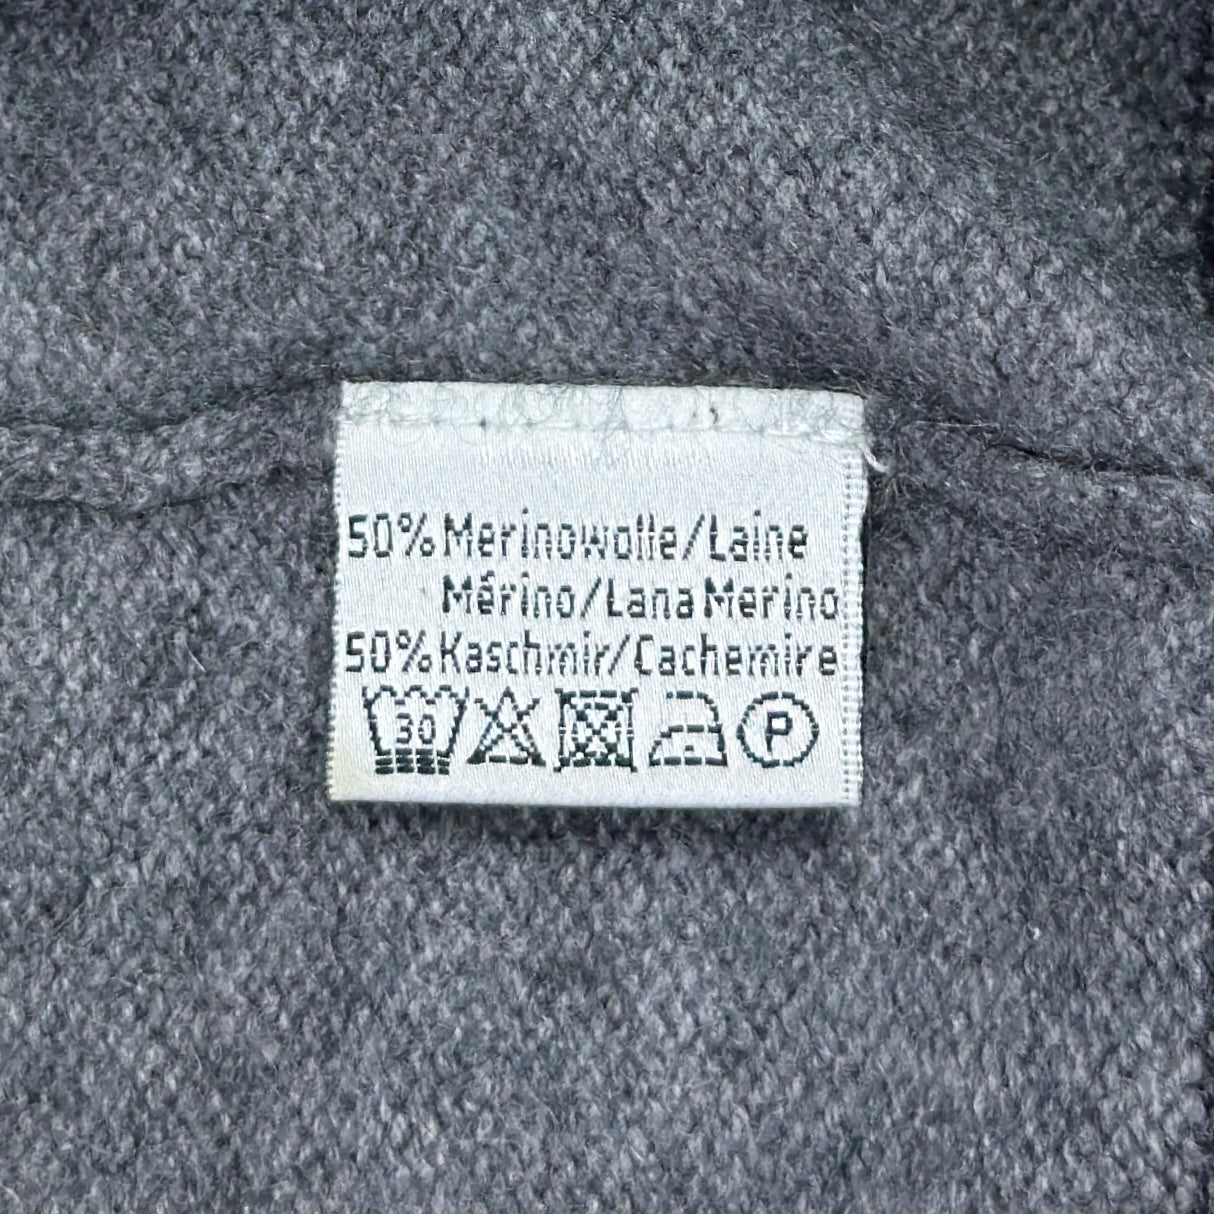 50% Merinowolle/Laine
Mérino/Lana Merino
50% Kaschmir/Cachemire
30 P